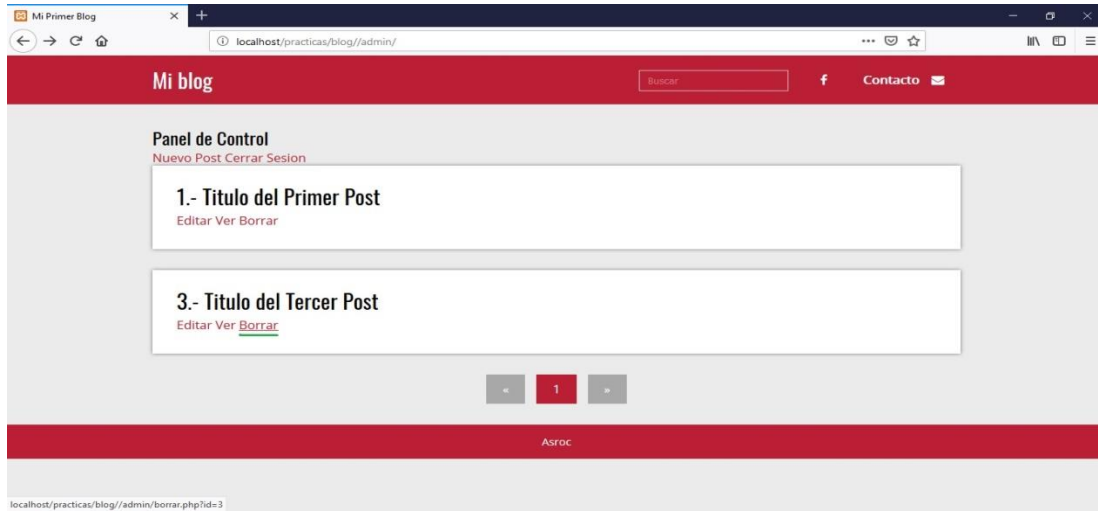 Mi Primer Blog
localhost/practicas/blog//admin/
Mi blog
Buscar
Contacto
Panel de Control
Nuevo Post Cerrar Sesion
1.- Titulo del Primer Post
Editar Ver Borrar
3.- Titulo del Tercer Post
Editar Ver Borrar
« 1 »
Asroc
localhost/practicas/blog//admin/borrar.php?id=3